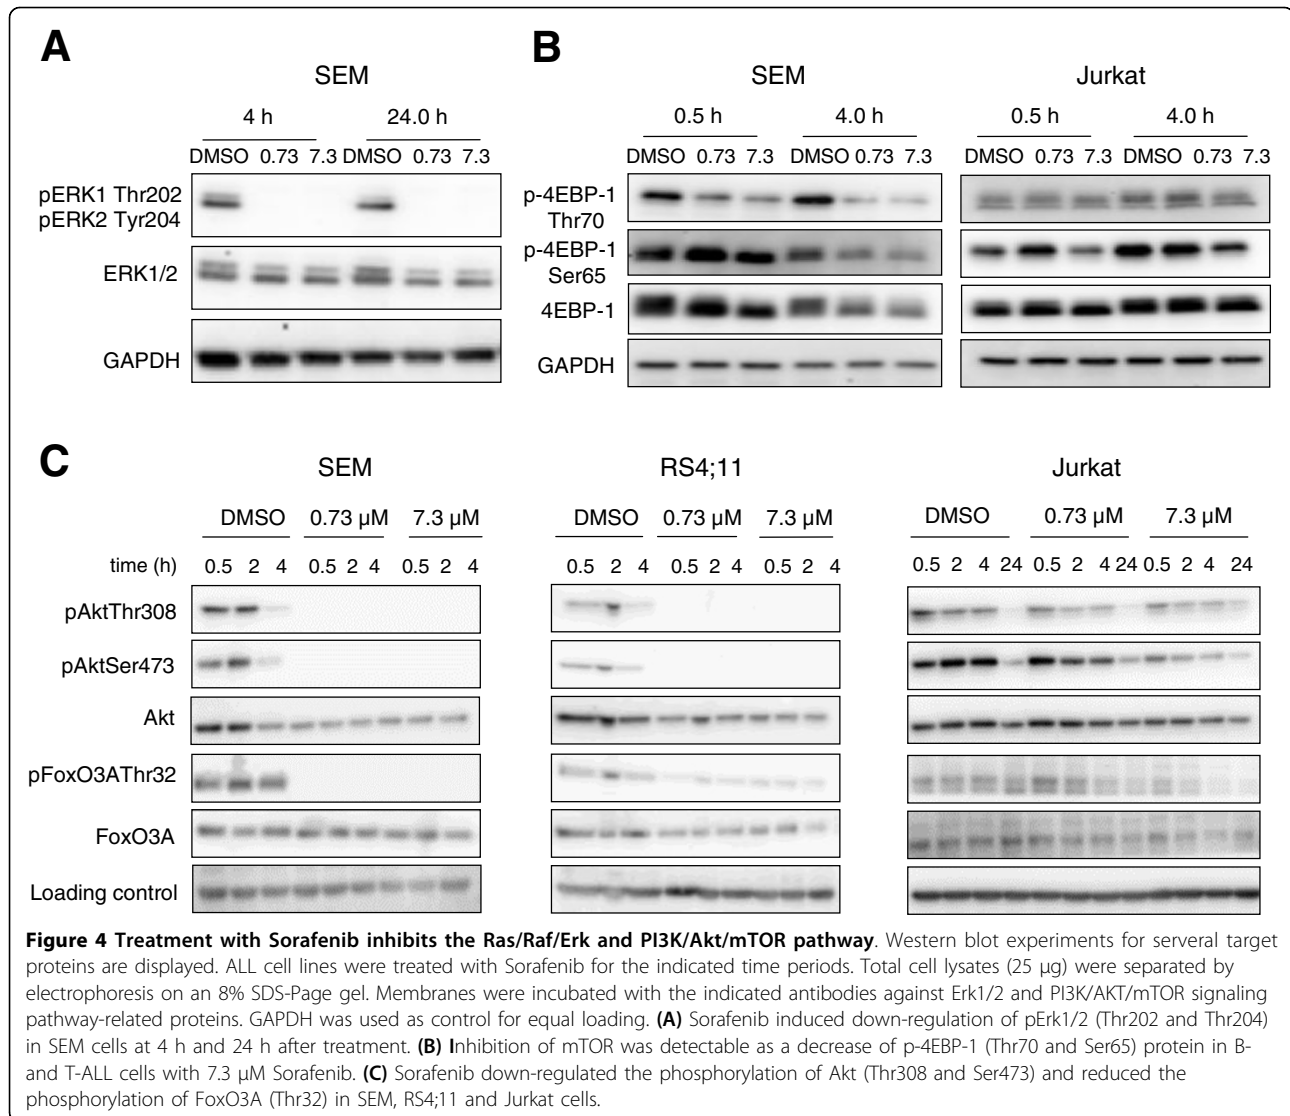 A
SEM
4 h 24.0 h
DMSO 0.73 7.3 DMSO 0.73 7.3
pERK1 Thr202
pERK2 Tyr204
ERK1/2
GAPDH
B
SEM Jurkat
0.5 h 4.0 h 0.5 h 4.0 h
DMSO 0.73 7.3 DMSO 0.73 7.3 DMSO 0.73 7.3 DMSO 0.73 7.3
p-4EBP-1
Thr70
p-4EBP-1
Ser65
4EBP-1
GAPDH
C
SEM RS4;11 Jurkat
DMSO 0.73 µM 7.3 µM DMSO 0.73 µM 7.3 µM DMSO 0.73 µM 7.3 µM
time (h) 0.5 2 4 0.5 2 4 0.5 2 4 0.5 2 4 0.5 2 4 0.5 2 4 0.5 2 4 24 0.5 2 4 24 0.5 2 4 24
pAktThr308
pAktSer473
Akt
pFoxO3AThr32
FoxO3A
Loading control
Figure 4 Treatment with Sorafenib inhibits the Ras/Raf/Erk and PI3K/Akt/mTOR pathway. Western blot experiments for serveral target
proteins are displayed. ALL cell lines were treated with Sorafenib for the indicated time periods. Total cell lysates (25 µg) were separated by
electrophoresis on an 8% SDS-Page gel. Membranes were incubated with the indicated antibodies against Erk1/2 and PI3K/AKT/mTOR signaling
pathway-related proteins. GAPDH was used as control for equal loading. (A) Sorafenib induced down-regulation of pErk1/2 (Thr202 and Thr204)
in SEM cells at 4 h and 24 h after treatment. (B) Inhibition of mTOR was detectable as a decrease of p-4EBP-1 (Thr70 and Ser65) protein in B-
and T-ALL cells with 7.3 µM Sorafenib. (C) Sorafenib down-regulated the phosphorylation of Akt (Thr308 and Ser473) and reduced the
phosphorylation of FoxO3A (Thr32) in SEM, RS4;11 and Jurkat cells.